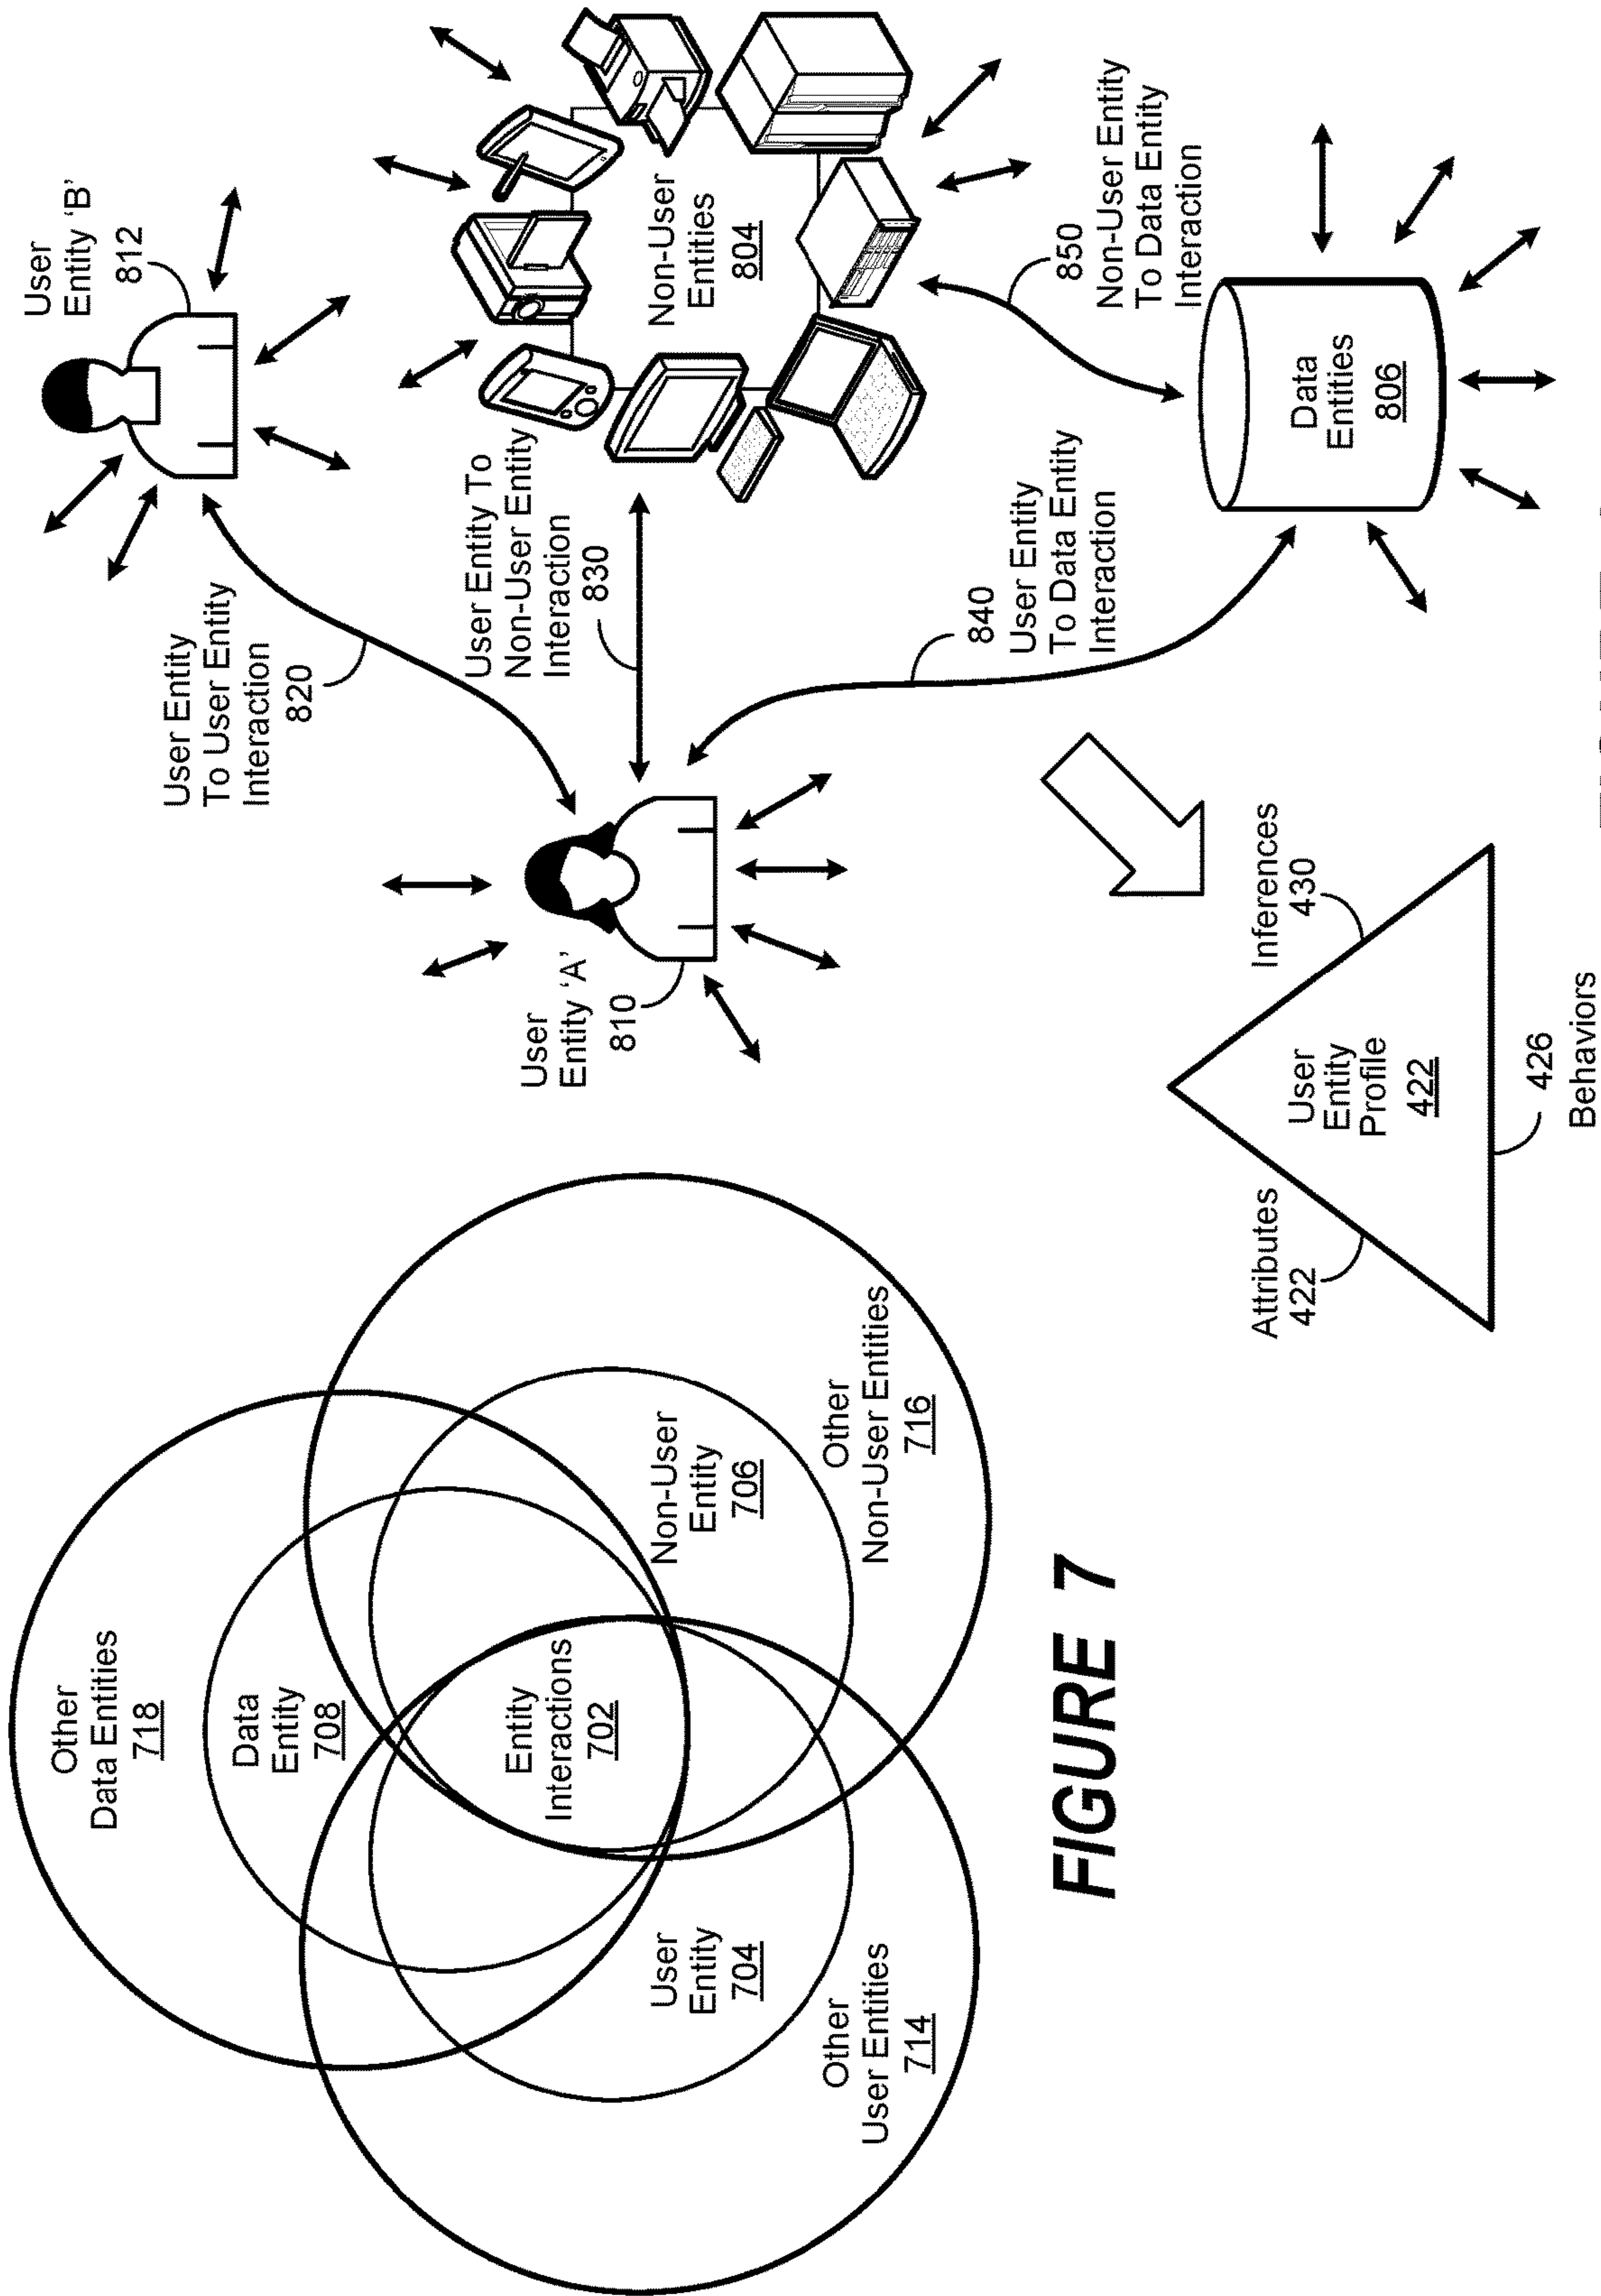 Other
Data Entities
718
Data
Entity
708
Entity
Interactions
702
User
Entity
704
Non-User
Entity
706
Other
User Entities
714
Other
Non-User Entities
716
FIGURE 7
User
Entity ‘B’
812
User Entity
To User Entity
Interaction
820
User Entity To
Non-User Entity
Interaction
830
Non-User
Entities
804
User
Entity ‘A’
810
840
User Entity
To Data Entity
Interaction
850
Non-User Entity
To Data Entity
Interaction
Data
Entities
806
Attributes
422
Inferences
430
User
Entity
Profile
422
426
Behaviors